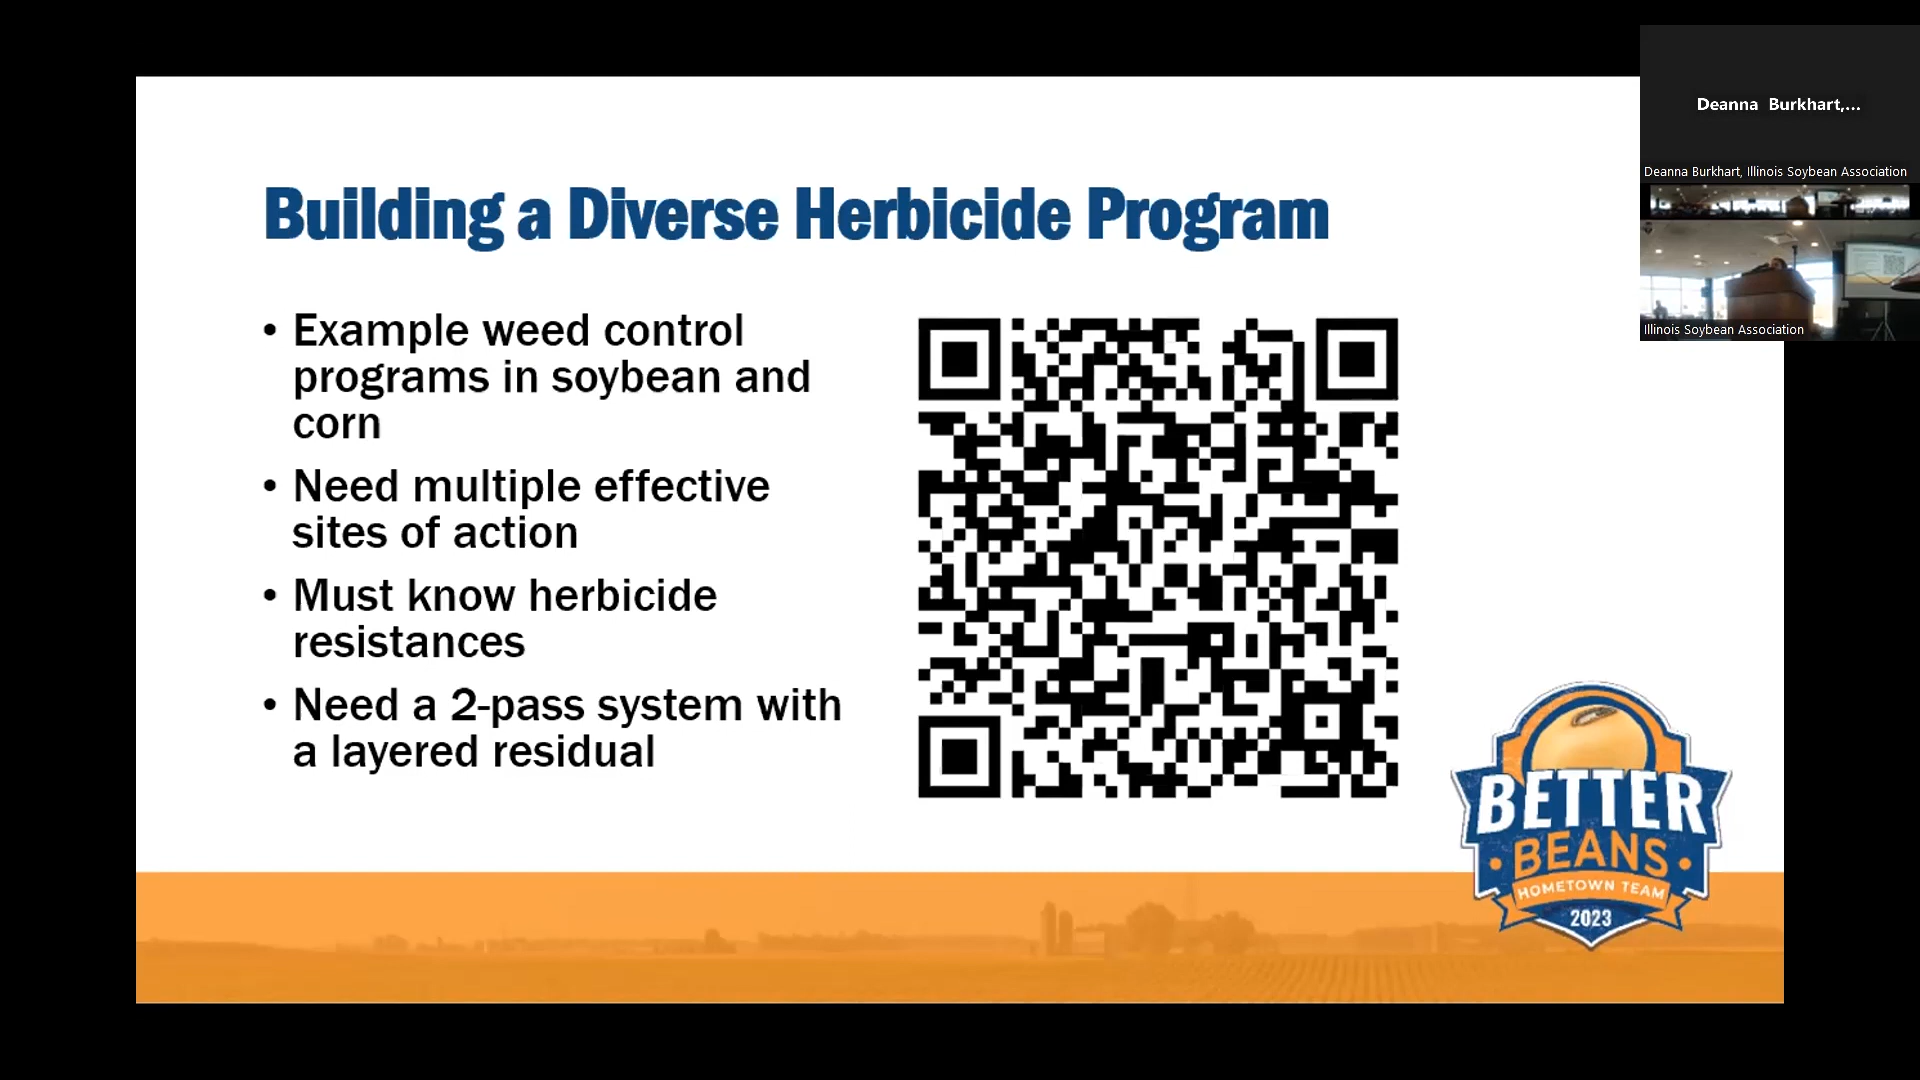 Deanna Burkhart,...
Deanna Burkhart, Illinois Soybean Association
Illinois Soybean Association
Building a Diverse Herbicide Program
• Example weed control
programs in soybean and
corn
• Need multiple effective
sites of action
• Must know herbicide
resistances
• Need a 2-pass system with
a layered residual
BETTER
• BEANS •
HOMETOWN TEAM
2023